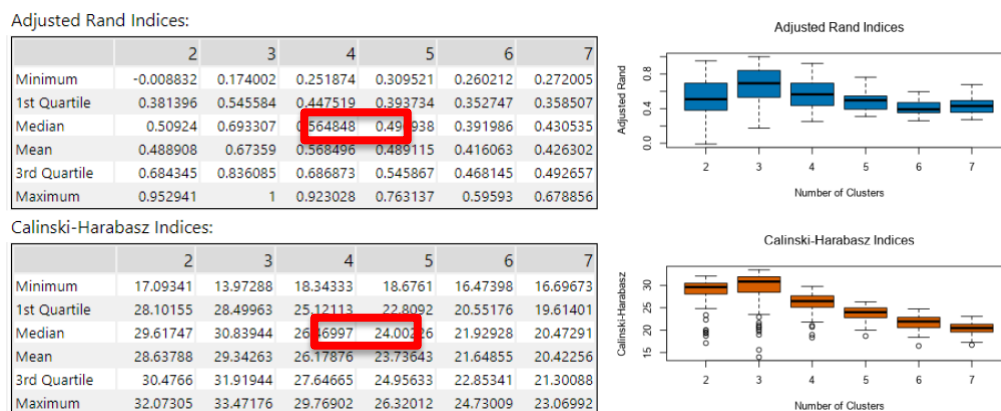 Adjusted Rand Indices:
2 3 4 5 6 7
Minimum -0.008832 0.174002 0.251874 0.309521 0.260212 0.272005
1st Quartile 0.381396 0.545584 0.447519 0.393734 0.352747 0.358507
Median 0.50924 0.693307 0.564848 0.391986 0.430535
Mean 0.488908 0.67359 0.568496 0.489115 0.416063 0.426302
3rd Quartile 0.684345 0.836085 0.686873 0.545867 0.468145 0.492657
Maximum 0.952941 1 0.923028 0.763137 0.59593 0.678856
Adjusted Rand Indices
Adjusted Rand
0.0 0.4 0.8
2 3 4 5 6 7
Number of Clusters
Calinski-Harabasz Indices:
2 3 4 5 6 7
Minimum 17.09341 13.97288 18.34333 18.6761 16.47398 16.69673
1st Quartile 28.10155 28.49963 25.12113 22.8092 20.55176 19.61401
Median 29.61747 30.83944 21.92928 20.47291
Mean 28.63788 29.34263 26.17876 23.73643 21.64855 20.42256
3rd Quartile 30.4766 31.91944 27.64665 24.95633 22.85341 21.30088
Maximum 32.07305 33.47176 29.76902 26.32012 24.73009 23.06992
Calinski-Harabasz Indices
Calinski-Harabasz
15 20 25 30
2 3 4 5 6 7
Number of Clusters